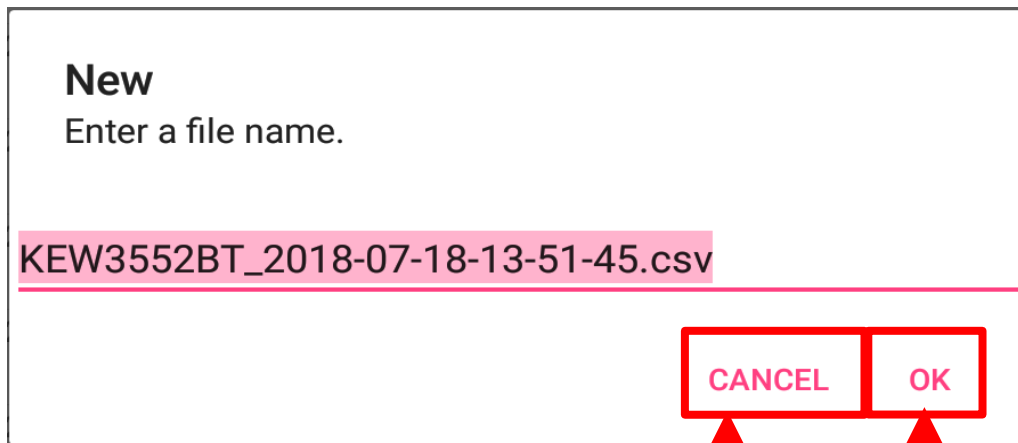 New
Enter a file name.
KEW3552BT_2018-07-18-13-51-45.csv
CANCEL OK